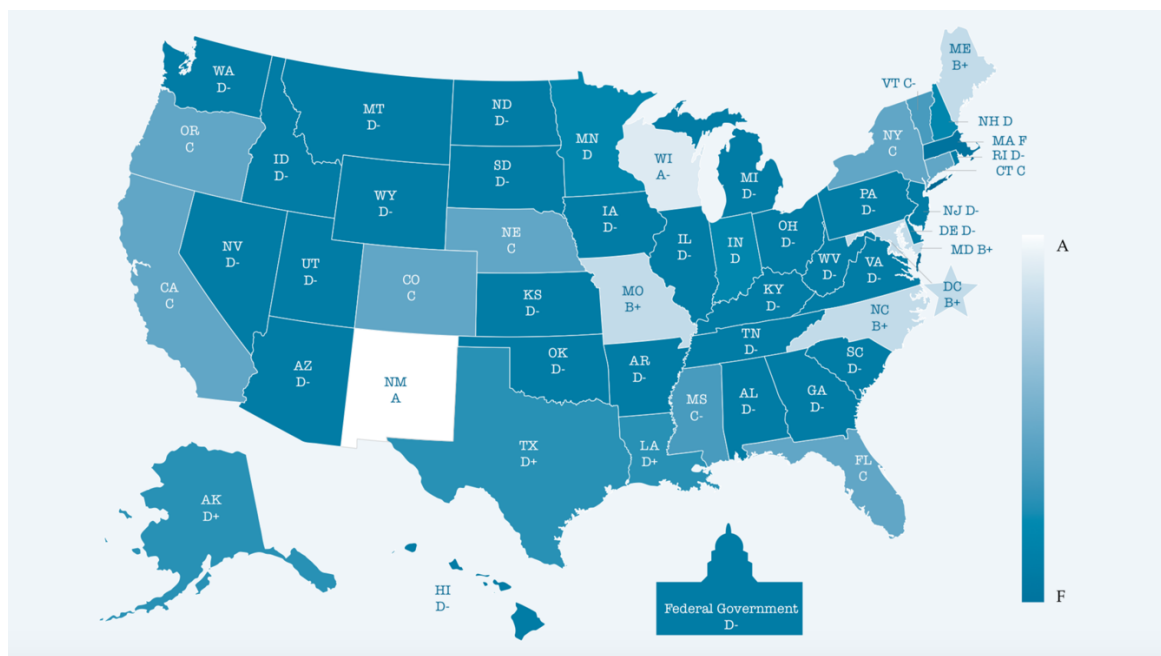 ME
B+
WA
D-
VT C-
MT
D-
ND
D-
NH D
OR
C
MN
D
NY
C
MA F
RI D-
CT C
ID
D-
SD
D-
WI
A-
MI
D-
WY
D-
PA
D-
IA
D-
NJ D-
DE D-
MD B+
NV
D-
NE
C
IL
D-
IN
D
OH
D-
A
UT
D-
WV
D-
VA
D-
CA
C
CO
C
KS
D-
MO
B+
KY
D-
DC
B+
NC
B+
TN
D-
AZ
D-
NM
A
OK
D-
AR
D-
SC
D-
MS
C-
AL
D-
GA
D-
TX
D+
LA
D+
FL
C
AK
D+
HI
D-
F
Federal Government
D-